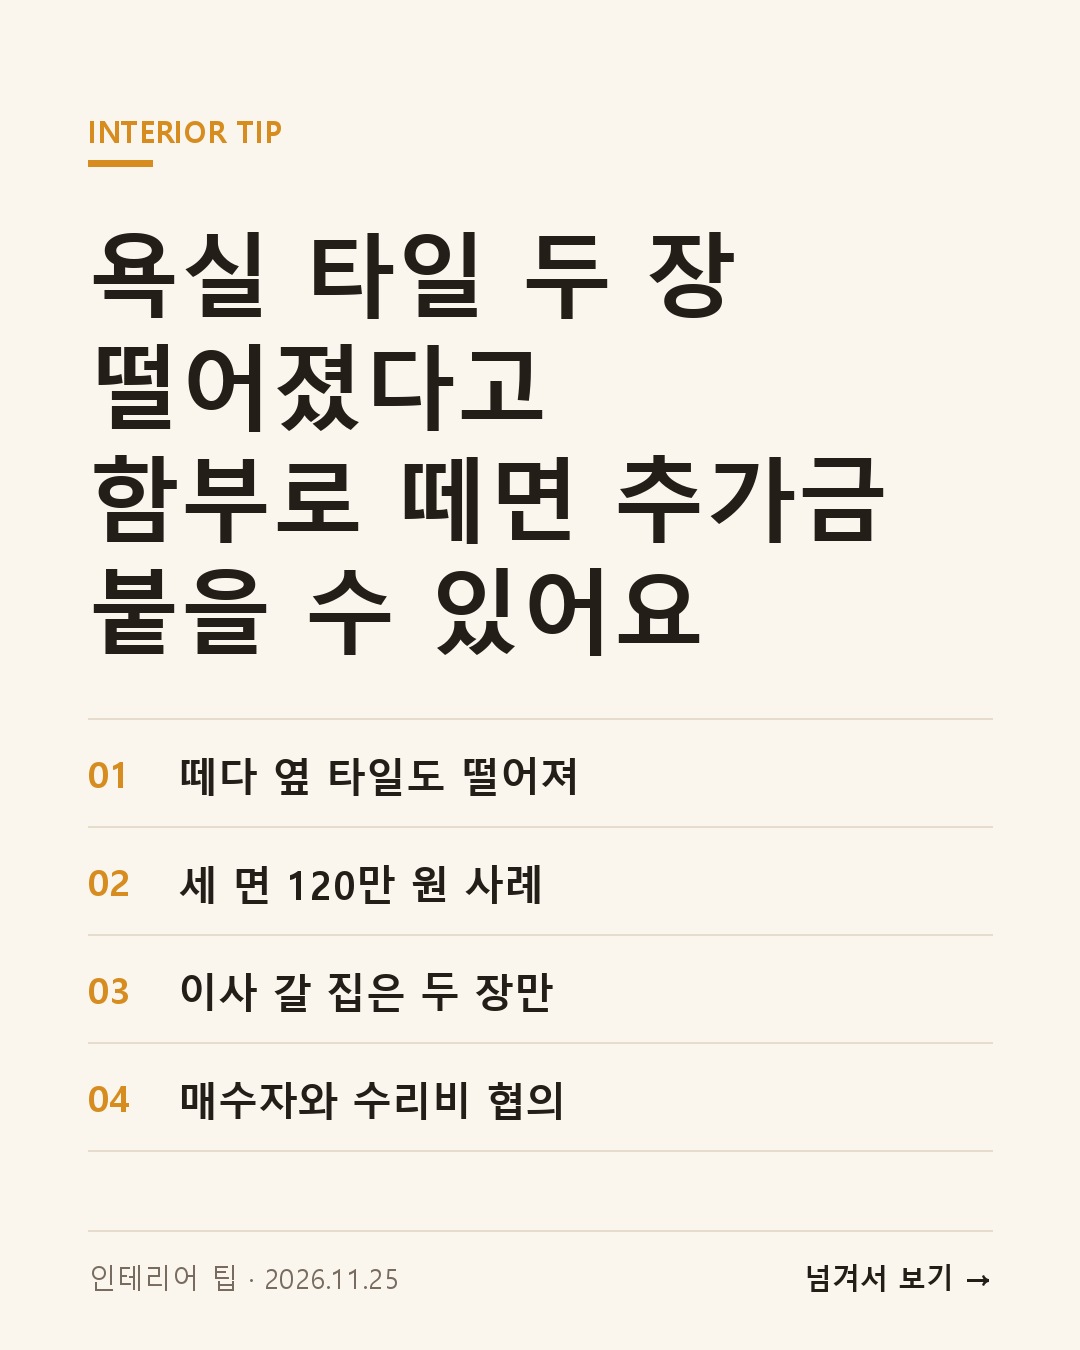 INTERIOR TIP
욕실 타일 두 장
떨어졌다고
함부로 떼면 추가금
붙을 수 있어요
01 떼다 옆 타일도 떨어져
02 세 면 120만 원 사례
03 이사 갈 집은 두 장만
04 매수자와 수리비 협의
인테리어 팁 · 2026.11.25 넘겨서 보기 →